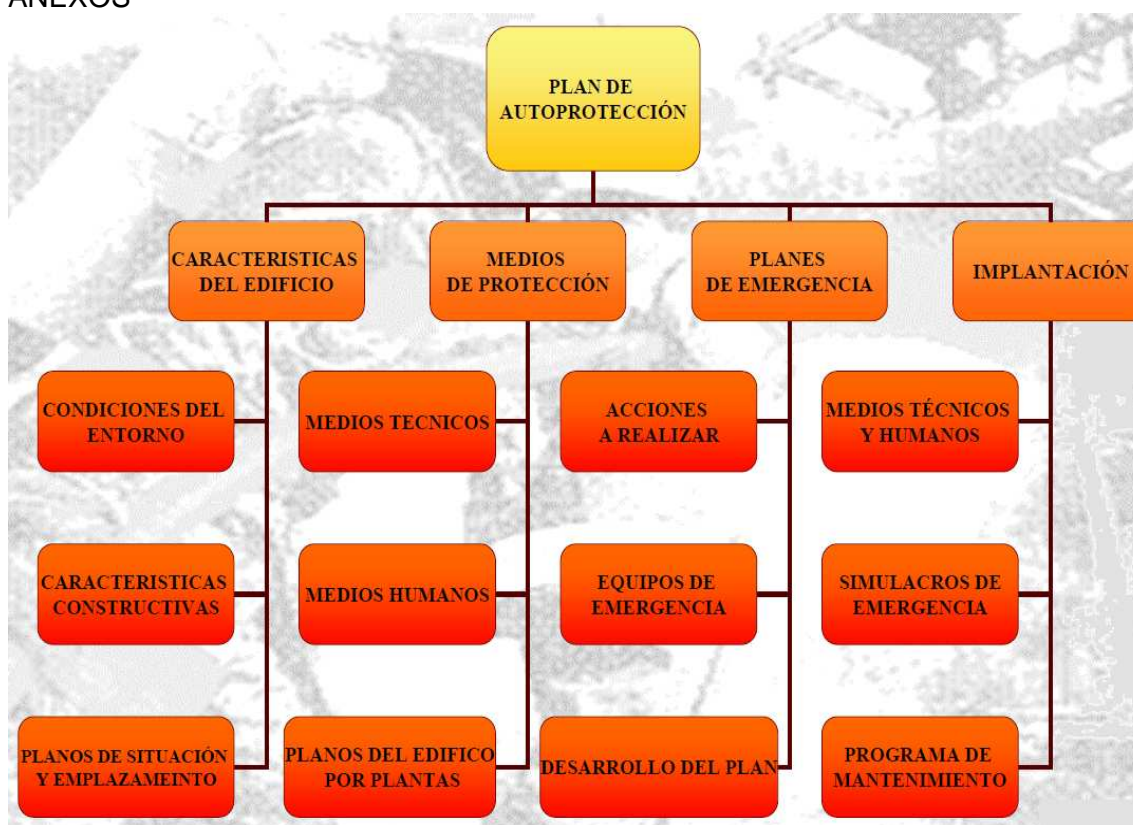 ANEXOS
PLAN DE
AUTOPROTECCIÓN
CARACTERISTICAS
DEL EDIFICIO
MEDIOS
DE PROTECCIÓN
PLANES
DE EMERGENCIA
IMPLANTACIÓN
CONDICIONES DEL
ENTORNO
MEDIOS TECNICOS
ACCIONES
A REALIZAR
MEDIOS TÉCNICOS
Y HUMANOS
CARACTERISTICAS
CONSTRUCTIVAS
MEDIOS HUMANOS
EQUIPOS DE
EMERGENCIA
SIMULACROS DE
EMERGENCIA
PLANOS DE SITUACIÓN
Y EMPLAZAMEINTO
PLANOS DEL EDIFICO
POR PLANTAS
DESARROLLO DEL PLAN
PROGRAMA DE
MANTENIMIENTO